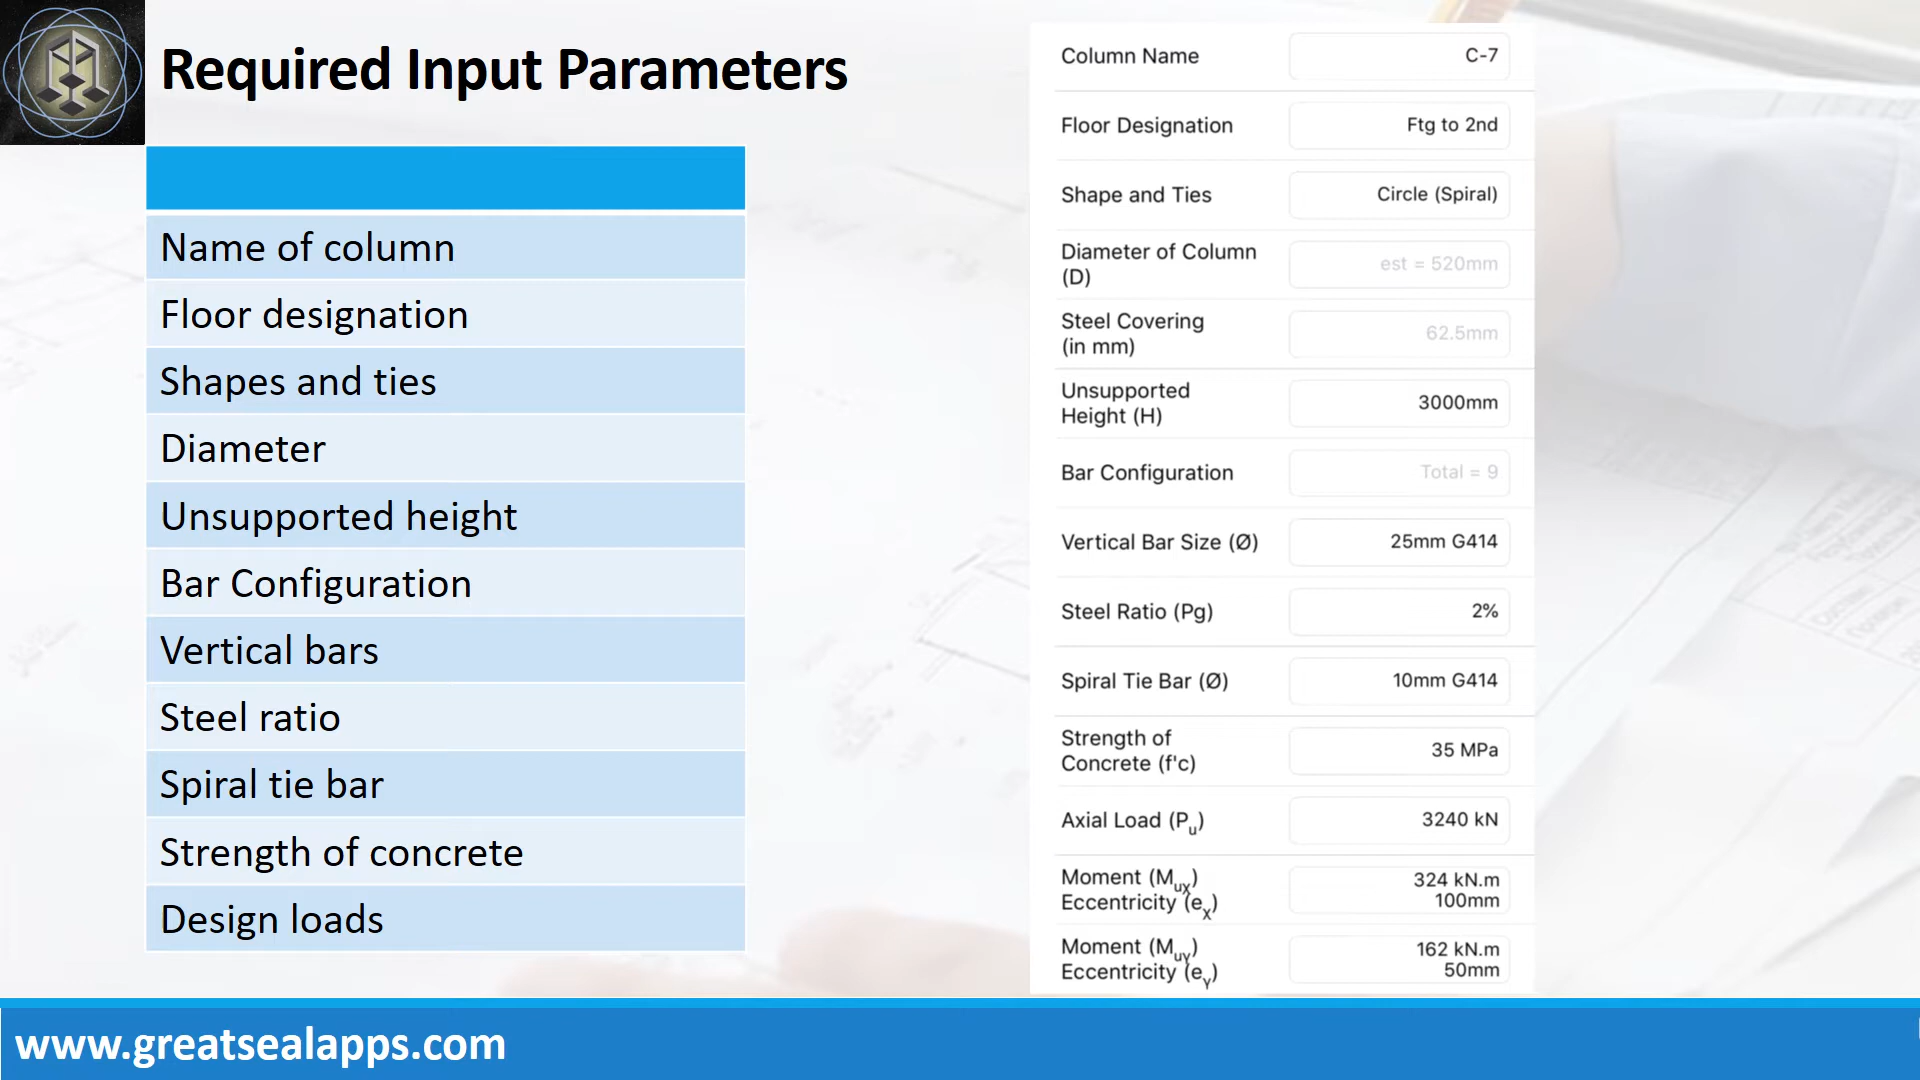 Required Input Parameters
Name of column
Floor designation
Shapes and ties
Diameter
Unsupported height
Bar Configuration
Vertical bars
Steel ratio
Spiral tie bar
Strength of concrete
Design loads
Column Name C-7
Floor Designation Ftg to 2nd
Shape and Ties Circle (Spiral)
Diameter of Column
(D) est = 520mm
Steel Covering
(in mm) 62.5mm
Unsupported
Height (H) 3000mm
Bar Configuration Total = 9
Vertical Bar Size (Ø) 25mm G414
Steel Ratio (Pg) 2%
Spiral Tie Bar (Ø) 10mm G414
Strength of
Concrete (f'c) 35 MPa
Axial Load (Pu) 3240 kN
Moment (Mux) 324 kN.m
Eccentricity (ex) 100mm
Moment (Muy) 162 kN.m
Eccentricity (ey) 50mm
www.greatsealapps.com